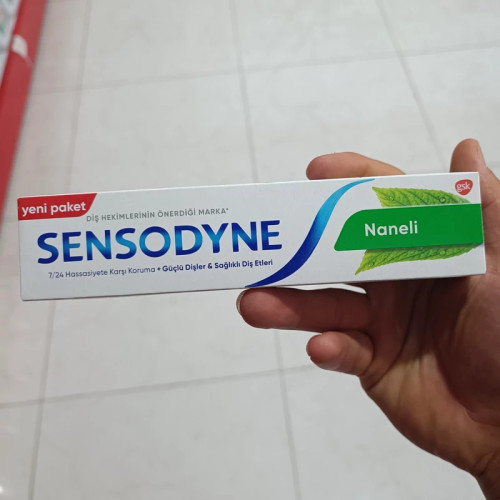 yeni paket
DİŞ HEKİMLERİNİN ÖNERDİĞİ MARKA*
SENSODYNE
7/24 Hassasiyete Karşı Koruma + Güçlü Dişler & Sağlıklı Diş Etleri
Naneli
gsk